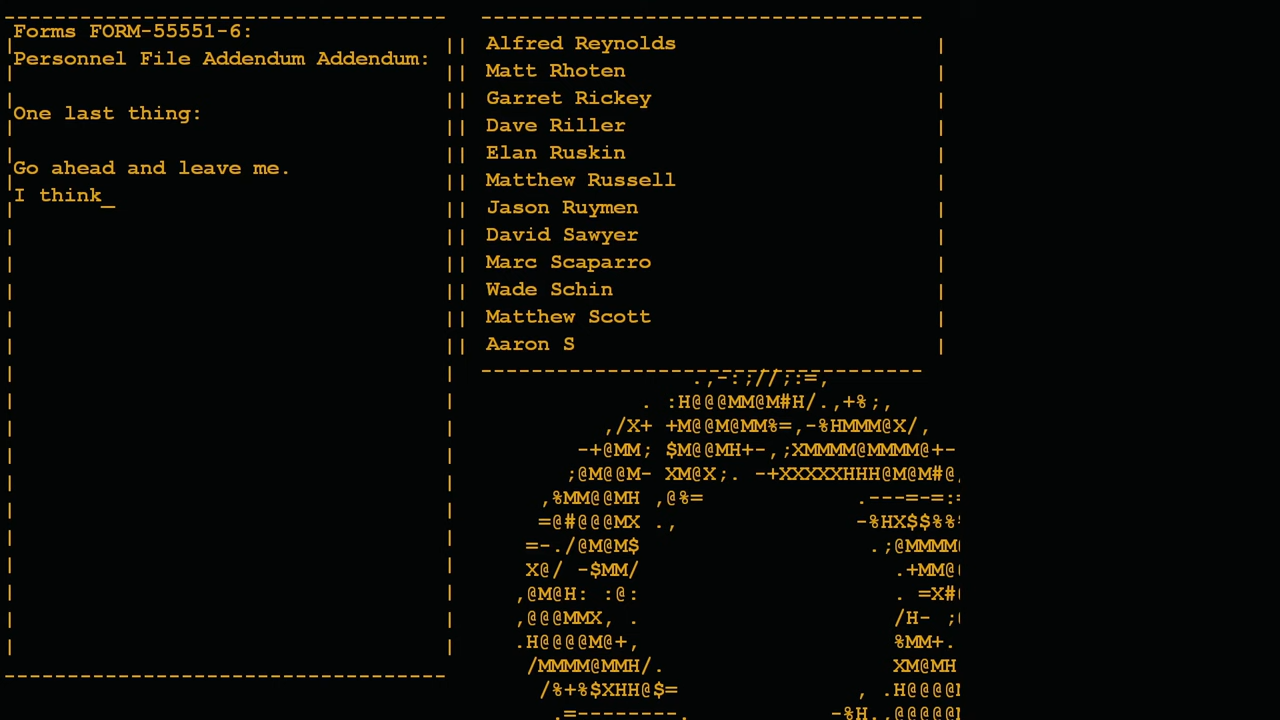 Forms FORM-55551-6:
Personnel File Addendum Addendum:
One last thing:
Go ahead and leave me.
I think_
Alfred Reynolds
Matt Rhoten
Garret Rickey
Dave Riller
Elan Ruskin
Matthew Russell
Jason Ruymen
David Sawyer
Marc Scaparro
Wade Schin
Matthew Scott
Aaron S